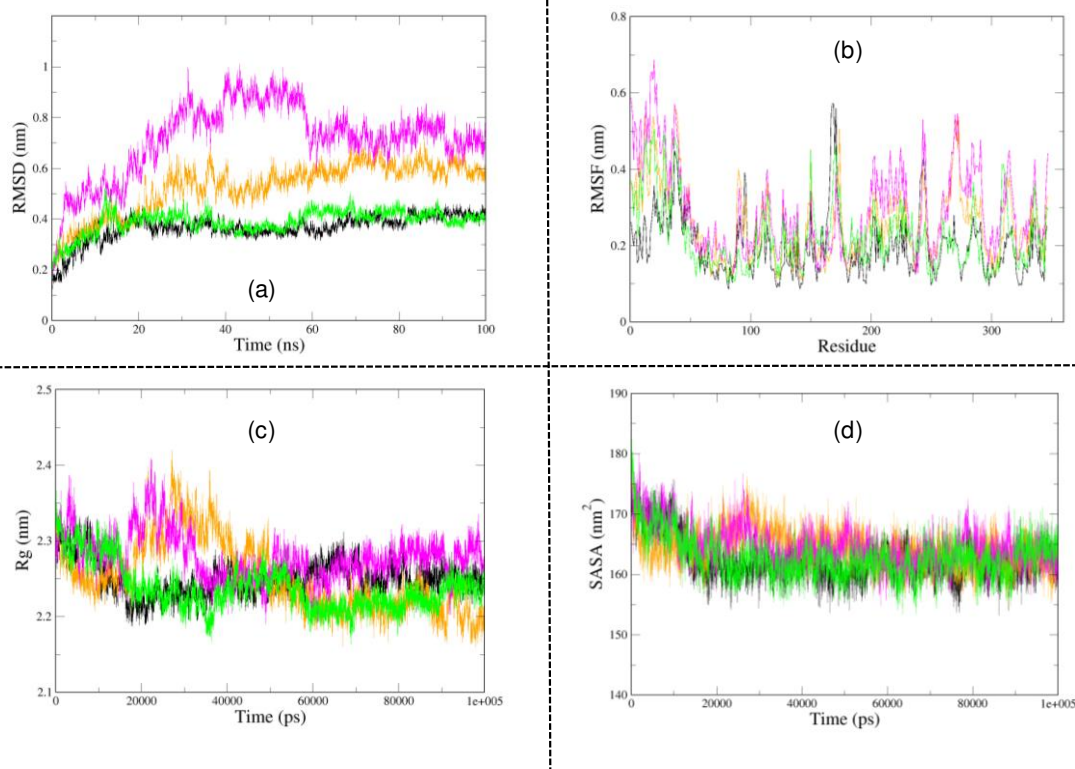 RMSD (nm)
1
0.8
0.6
0.4
0.2
0
(a)
0 20 40 60 80 100
Time (ns)
RMSF (nm)
0.8
0.6
0.4
0.2
0
(b)
0 100 200 300
Residue
Rg (nm)
2.5
2.4
2.3
2.2
2.1
(c)
0 20000 40000 60000 80000 1e+005
Time (ps)
SASA (nm²)
190
180
170
160
150
140
(d)
0 20000 40000 60000 80000 1e+005
Time (ps)